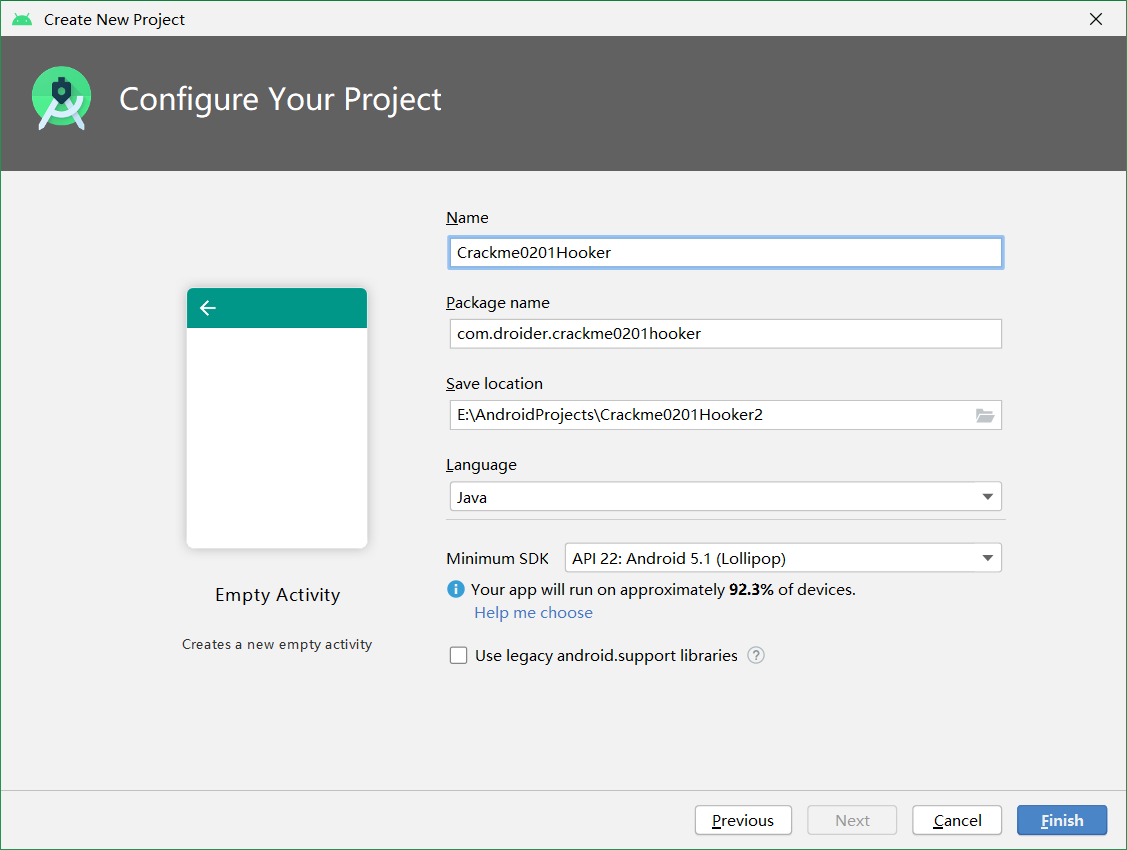 Create New Project
Configure Your Project
Name
Crackme0201Hooker
Package name
com.droider.crackme0201hooker
Save location
E:\AndroidProjects\Crackme0201Hooker2
Language
Java
Minimum SDK API 22: Android 5.1 (Lollipop)
Your app will run on approximately 92.3% of devices.
Help me choose
Use legacy android.support libraries ?
Empty Activity
Creates a new empty activity
Previous Next Cancel Finish